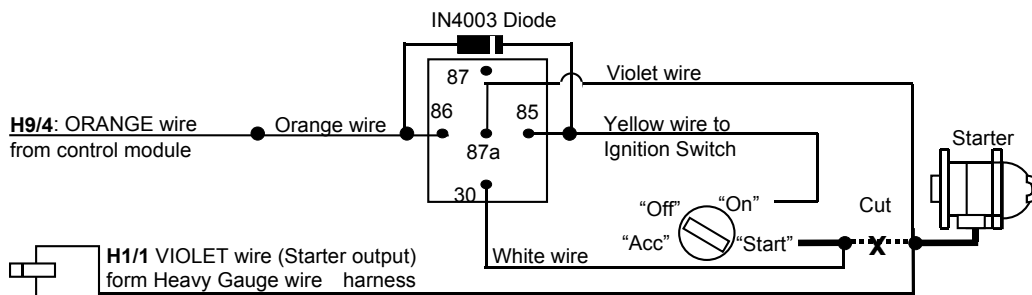 IN4003 Diode
87
Violet wire
86
85
H9/4: ORANGE wire
from control module
Orange wire
87a
Yellow wire to
Ignition Switch
Starter
30
"Off"
"On"
Cut
"Acc"
"Start"
X
H1/1 VIOLET wire (Starter output)
form Heavy Gauge wire harness
White wire